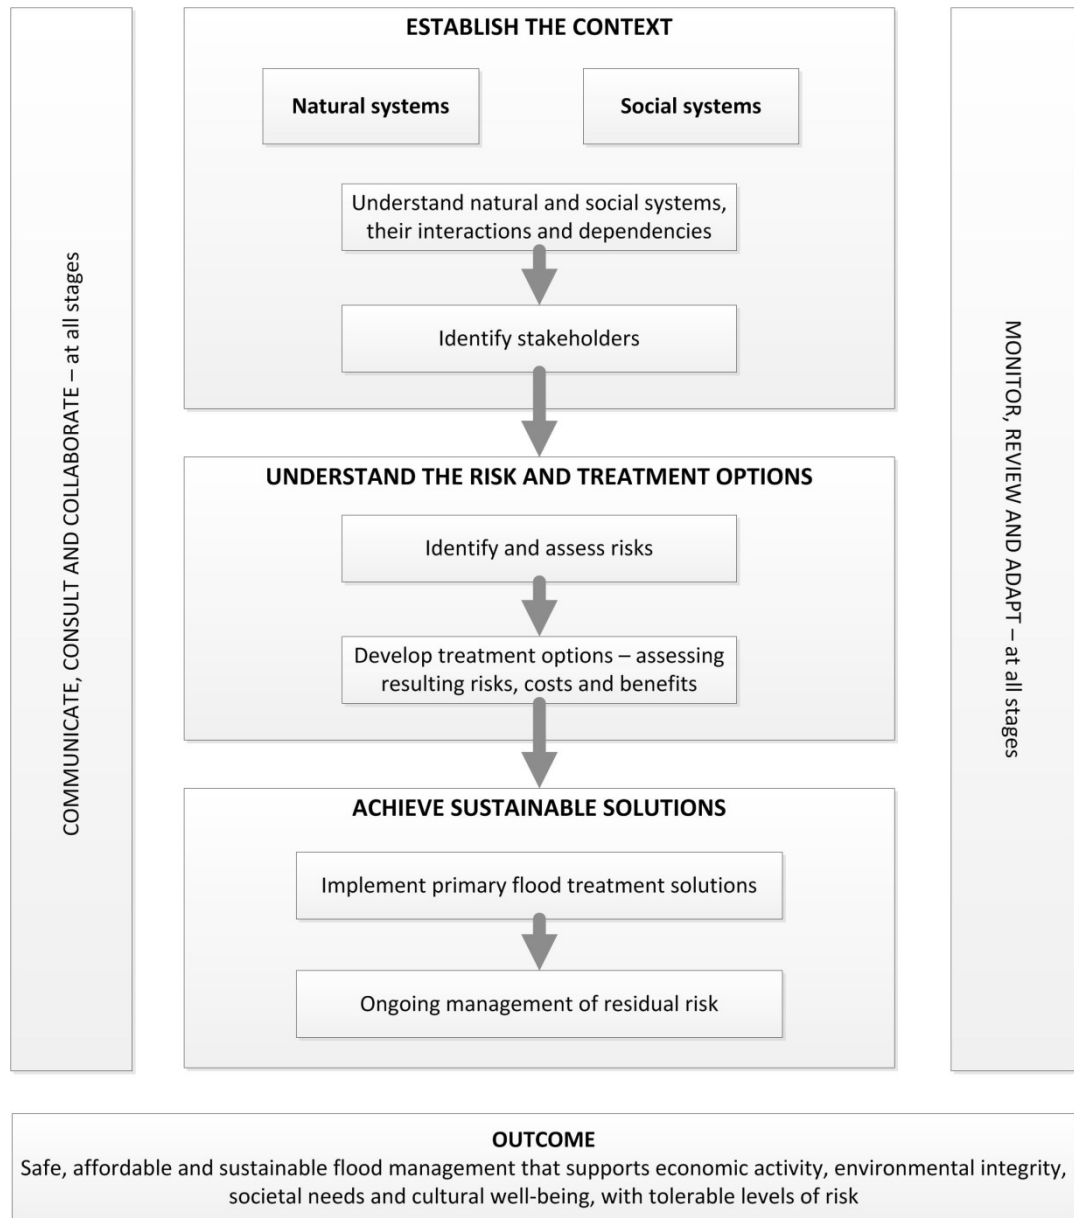 ESTABLISH THE CONTEXT
Natural systems
Social systems
Understand natural and social systems,
their interactions and dependencies
Identify stakeholders
UNDERSTAND THE RISK AND TREATMENT OPTIONS
Identify and assess risks
Develop treatment options – assessing
resulting risks, costs and benefits
ACHIEVE SUSTAINABLE SOLUTIONS
Implement primary flood treatment solutions
Ongoing management of residual risk
COMMUNICATE, CONSULT AND COLLABORATE – at all stages
MONITOR, REVIEW AND ADAPT – at all stages
OUTCOME
Safe, affordable and sustainable flood management that supports economic activity, environmental integrity,
societal needs and cultural well-being, with tolerable levels of risk